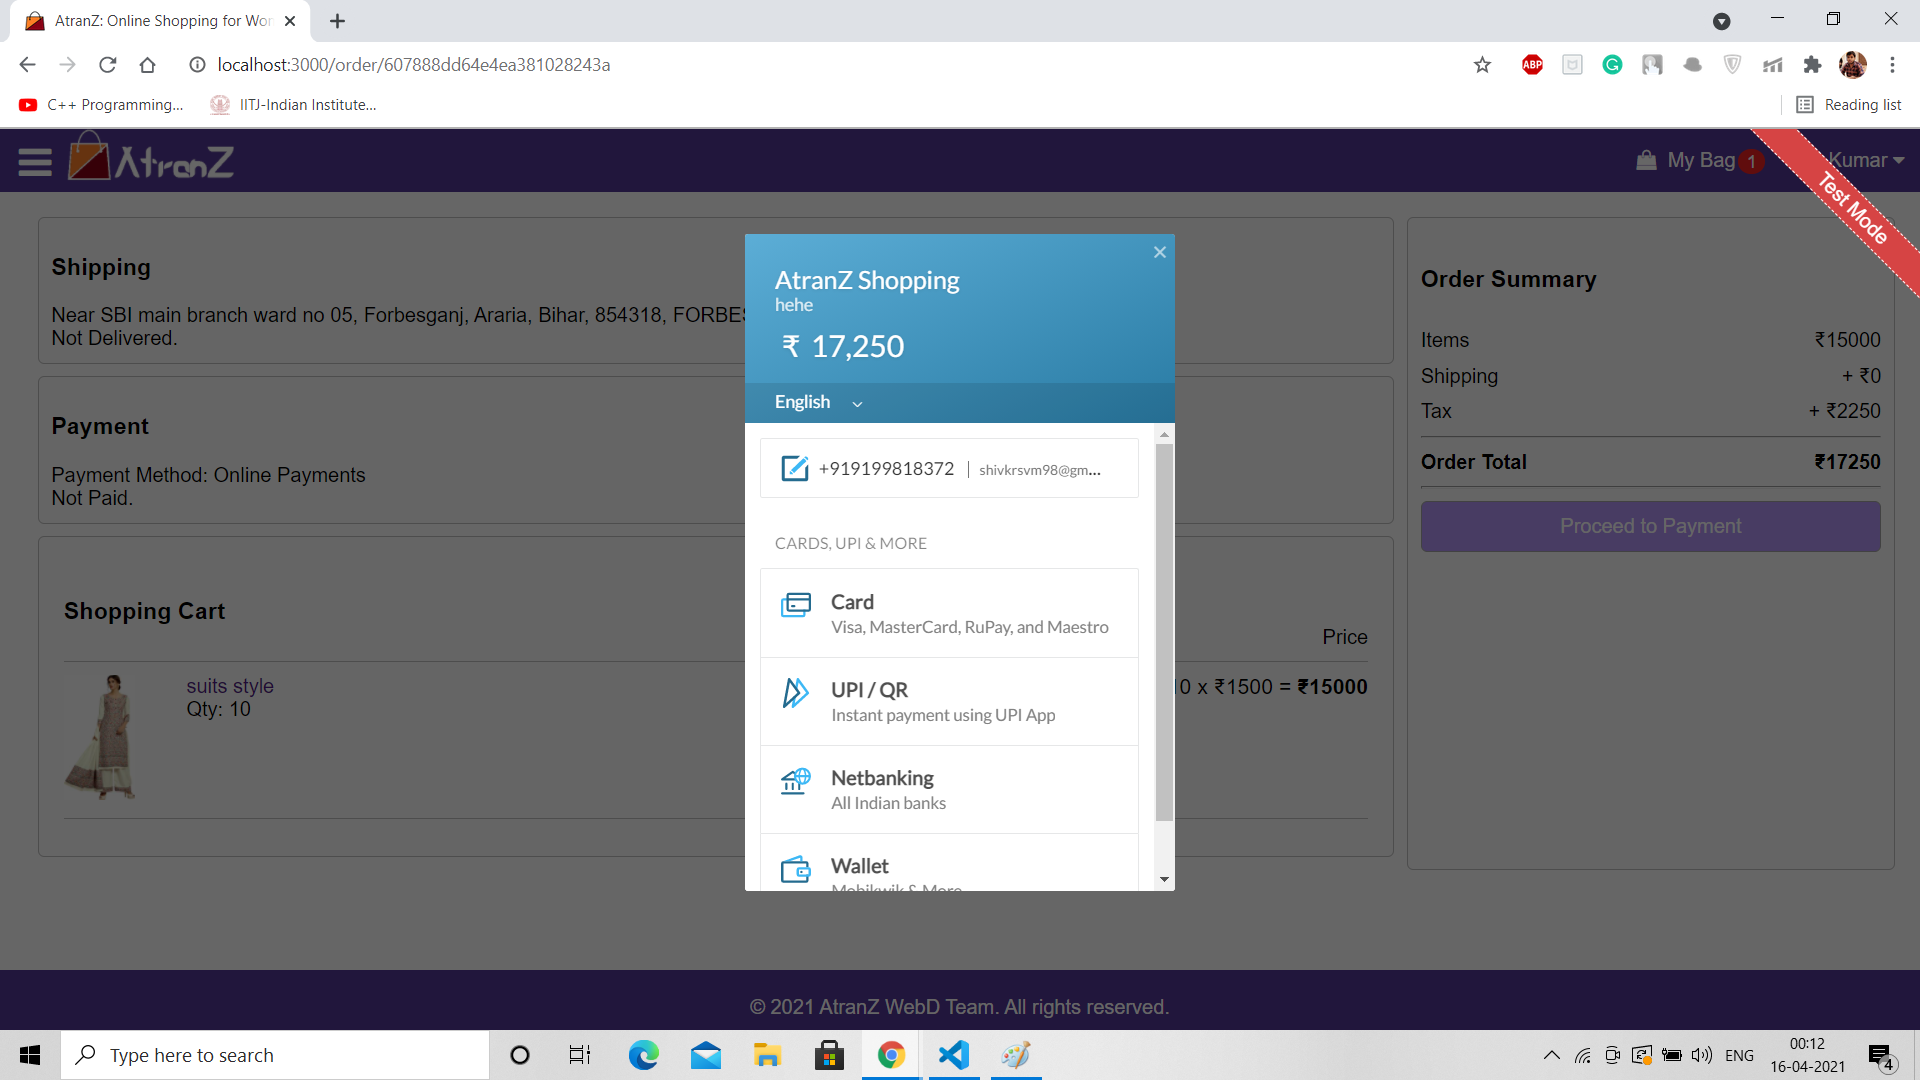 AtranZ: Online Shopping for Wor
localhost:3000/order/607888dd64e4ea381028243a
ABP
C++ Programming...
IITJ-Indian Institute...
Reading list
AtranZ
My Bag 1
Kumar
Test Mode
Shipping
Near SBI main branch ward no 05, Forbesganj, Araria, Bihar, 854318, FORBES
Not Delivered.
Payment
Payment Method: Online Payments
Not Paid.
Shopping Cart
Price
suits style
Qty: 10
10 x ₹1500 = ₹15000
AtranZ Shopping
hehe
₹ 17,250
English
+919199818372 | shivkrsvm98@gm...
CARDS, UPI & MORE
Card
Visa, MasterCard, RuPay, and Maestro
UPI / QR
Instant payment using UPI App
Netbanking
All Indian banks
Wallet
Mobikwik & More
Order Summary
Items ₹15000
Shipping + ₹0
Tax + ₹2250
Order Total ₹17250
Proceed to Payment
© 2021 AtranZ WebD Team. All rights reserved.
Type here to search
ENG
00:12
16-04-2021
4